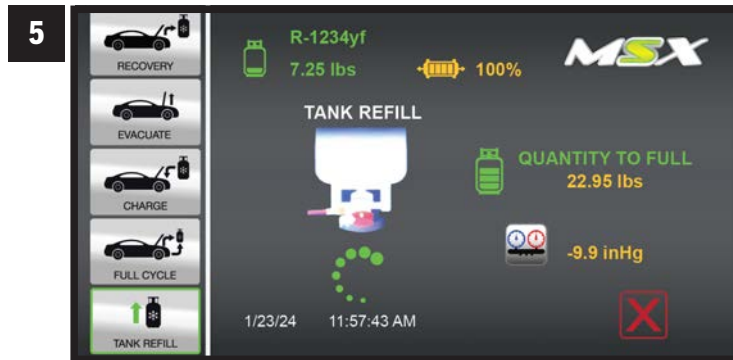 5
RECOVERY
EVACUATE
CHARGE
FULL CYCLE
TANK REFILL
R-1234yf
7.25 lbs
100%
MSX
TANK REFILL
QUANTITY TO FULL
22.95 lbs
-9.9 inHg
1/23/24 11:57:43 AM